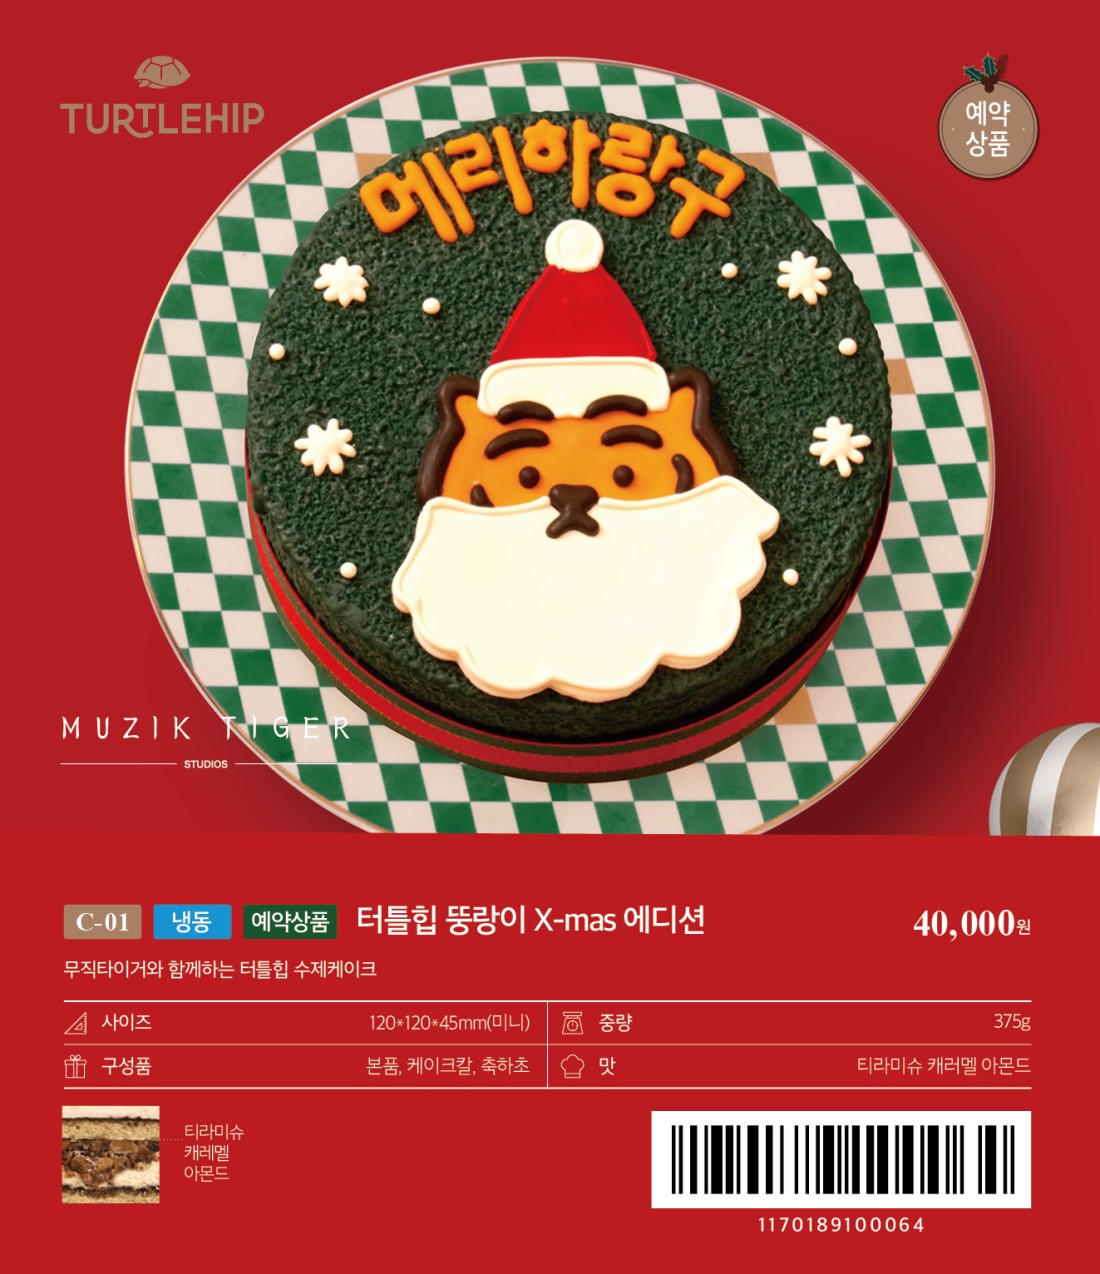 TURTLEHIP
예약
상품
메리하랑구
MUZIK TIGER
STUDIOS
C-01 냉동 예약상품 터틀힙 뚱랑이 X-mas 에디션 40,000원
무직타이거와 함께하는 터틀힙 수제케이크
사이즈 120*120*45mm(미니) 중량 375g
구성품 본품, 케이크칼, 축하초 맛 티라미슈 캐러멜 아몬드
티라미슈
캐레멜
아몬드
1170189100064